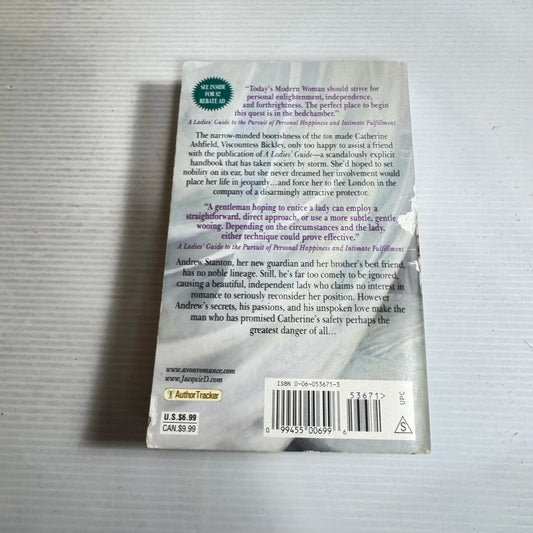 SEE INSIDE
FOR $2
REBATE AD
"Today's Modern Woman should strive for
personal enlightenment, independence,
and forthrightness. The perfect place to begin
this quest is in the bedchamber."
A Ladies' Guide to the Pursuit of Personal Happiness and Intimate Fulfillment
The narrow-minded boorishness of the ton made Catherine
Ashfield, Viscountess Bickley, only too happy to assist a friend
with the publication of A Ladies' Guide—a scandalously explicit
handbook that has taken society by storm. She'd hoped to set
nobility on its ear, but she never dreamed her involvement would
place her life in jeopardy...and force her to flee London in the
company of a disarmingly attractive protector.
"A gentleman hoping to entice a lady can employ a
straightforward, direct approach, or use a more subtle, gentle
wooing. Depending on the circumstances and the lady,
either technique could prove effective."
A Ladies' Guide to the Pursuit of Personal Happiness and Intimate Fulfillment
Andrew Stanton, her new guardian and her brother's best friend,
has no noble lineage. Still, he's far too comely to be ignored,
causing a beautiful, independent lady who claims no interest in
romance to seriously reconsider her position. However
Andrew's secrets, his passions, and his unspoken love make the
man who has promised Catherine's safety perhaps the
greatest danger of all...
www.avonromance.com
www.JacquieD.com
AuthorTracker
U.S. $6.99
CAN. $9.99
ISBN 0-06-053671-3
53671>
0 99455 00699 6
UPC
S